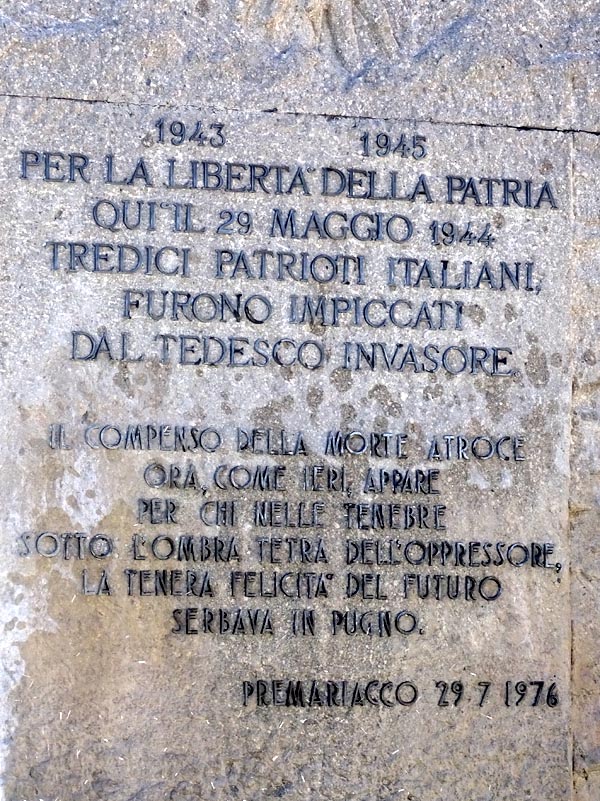 1943 1945
PER LA LIBERTA' DELLA PATRIA
QUI IL 29 MAGGIO 1944
TREDICI PATRIOTI ITALIANI,
FURONO IMPICCATI
DAL TEDESCO INVASORE.
IL COMPENSO DELLA MORTE ATROCE
ORA, COME IERI, APPARE
PER CHI NELLE TENEBRE
SOTTO L'OMBRA TETRA DELL'OPPRESSORE,
LA TENERA FELICITA' DEL FUTURO
SERBAVA IN PUGNO.
PREMARIACCO 29 7 1976